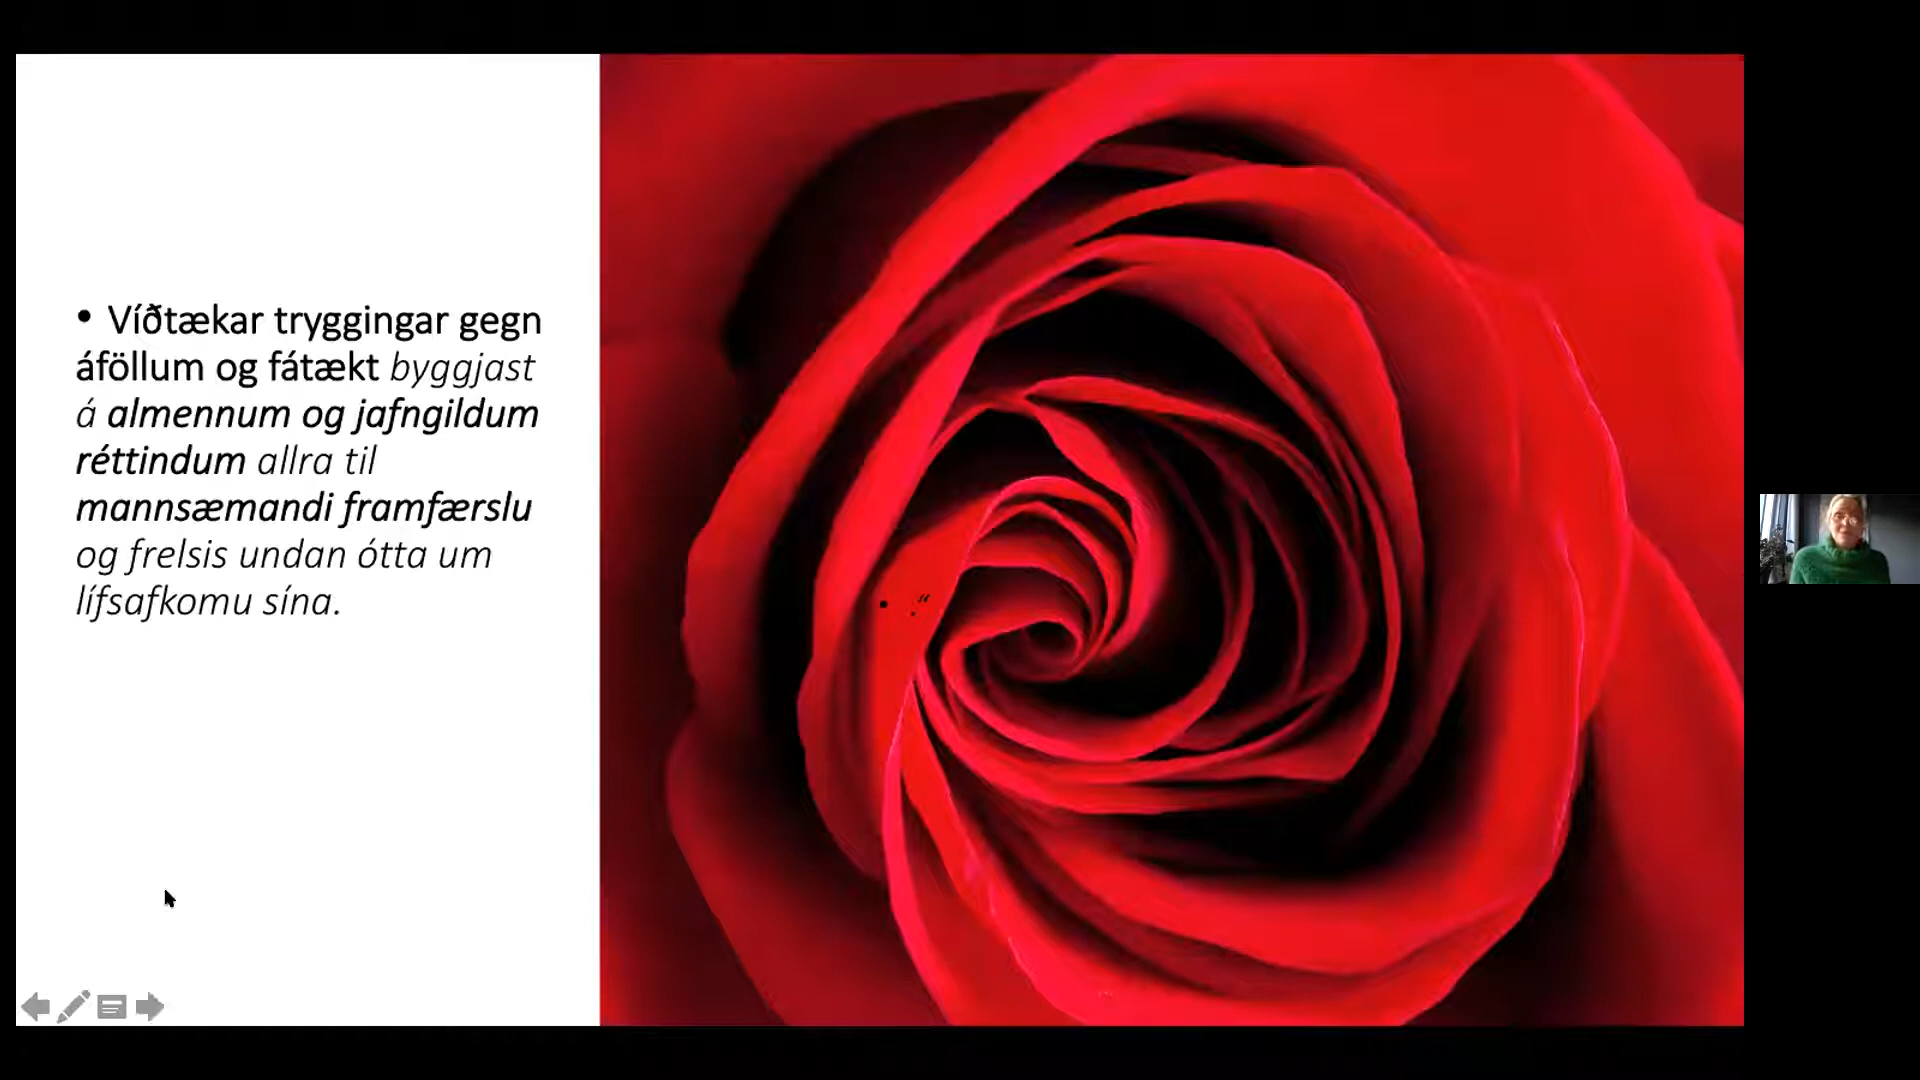 • Víðtækar tryggingar gegn
áföllum og fátækt byggjast
á almennum og jafngildum
réttindum allra til
mannsæmandi framfærslu
og frelsis undan ótta um
lífsafkomu sína.
• .“